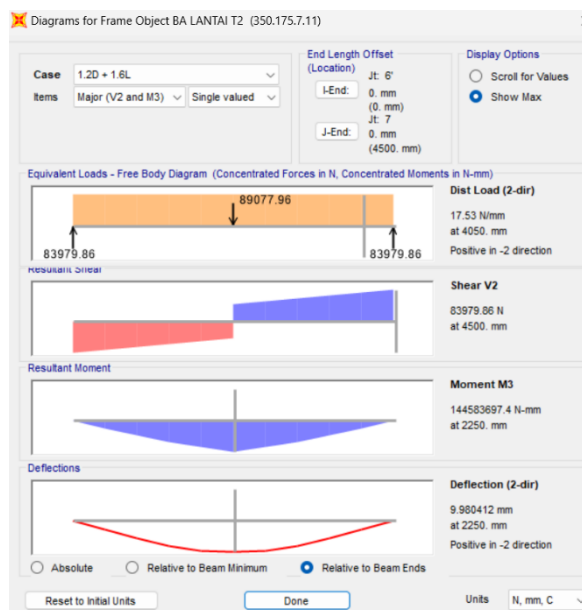 Diagrams for Frame Object BA LANTAI T2 (350.175.7.11)
Case
1.2D + 1.6L
Items
Major (V2 and M3)
Single valued
End Length Offset
(Location)
I-End:
Jt: 6'
0. mm
(0. mm)
J-End:
Jt: 7
0. mm
(4500. mm)
Display Options
Scroll for Values
Show Max
Equivalent Loads - Free Body Diagram (Concentrated Forces in N, Concentrated Moments in N-mm)
89077.96
83979.86
83979.86
Dist Load (2-dir)
17.53 N/mm
at 4050. mm
Positive in -2 direction
Resultant Shear
Shear V2
83979.86 N
at 4500. mm
Resultant Moment
Moment M3
144583697.4 N-mm
at 2250. mm
Deflections
Deflection (2-dir)
9.980412 mm
at 2250. mm
Positive in -2 direction
Absolute
Relative to Beam Minimum
Relative to Beam Ends
Reset to Initial Units
Done
Units
N, mm, C